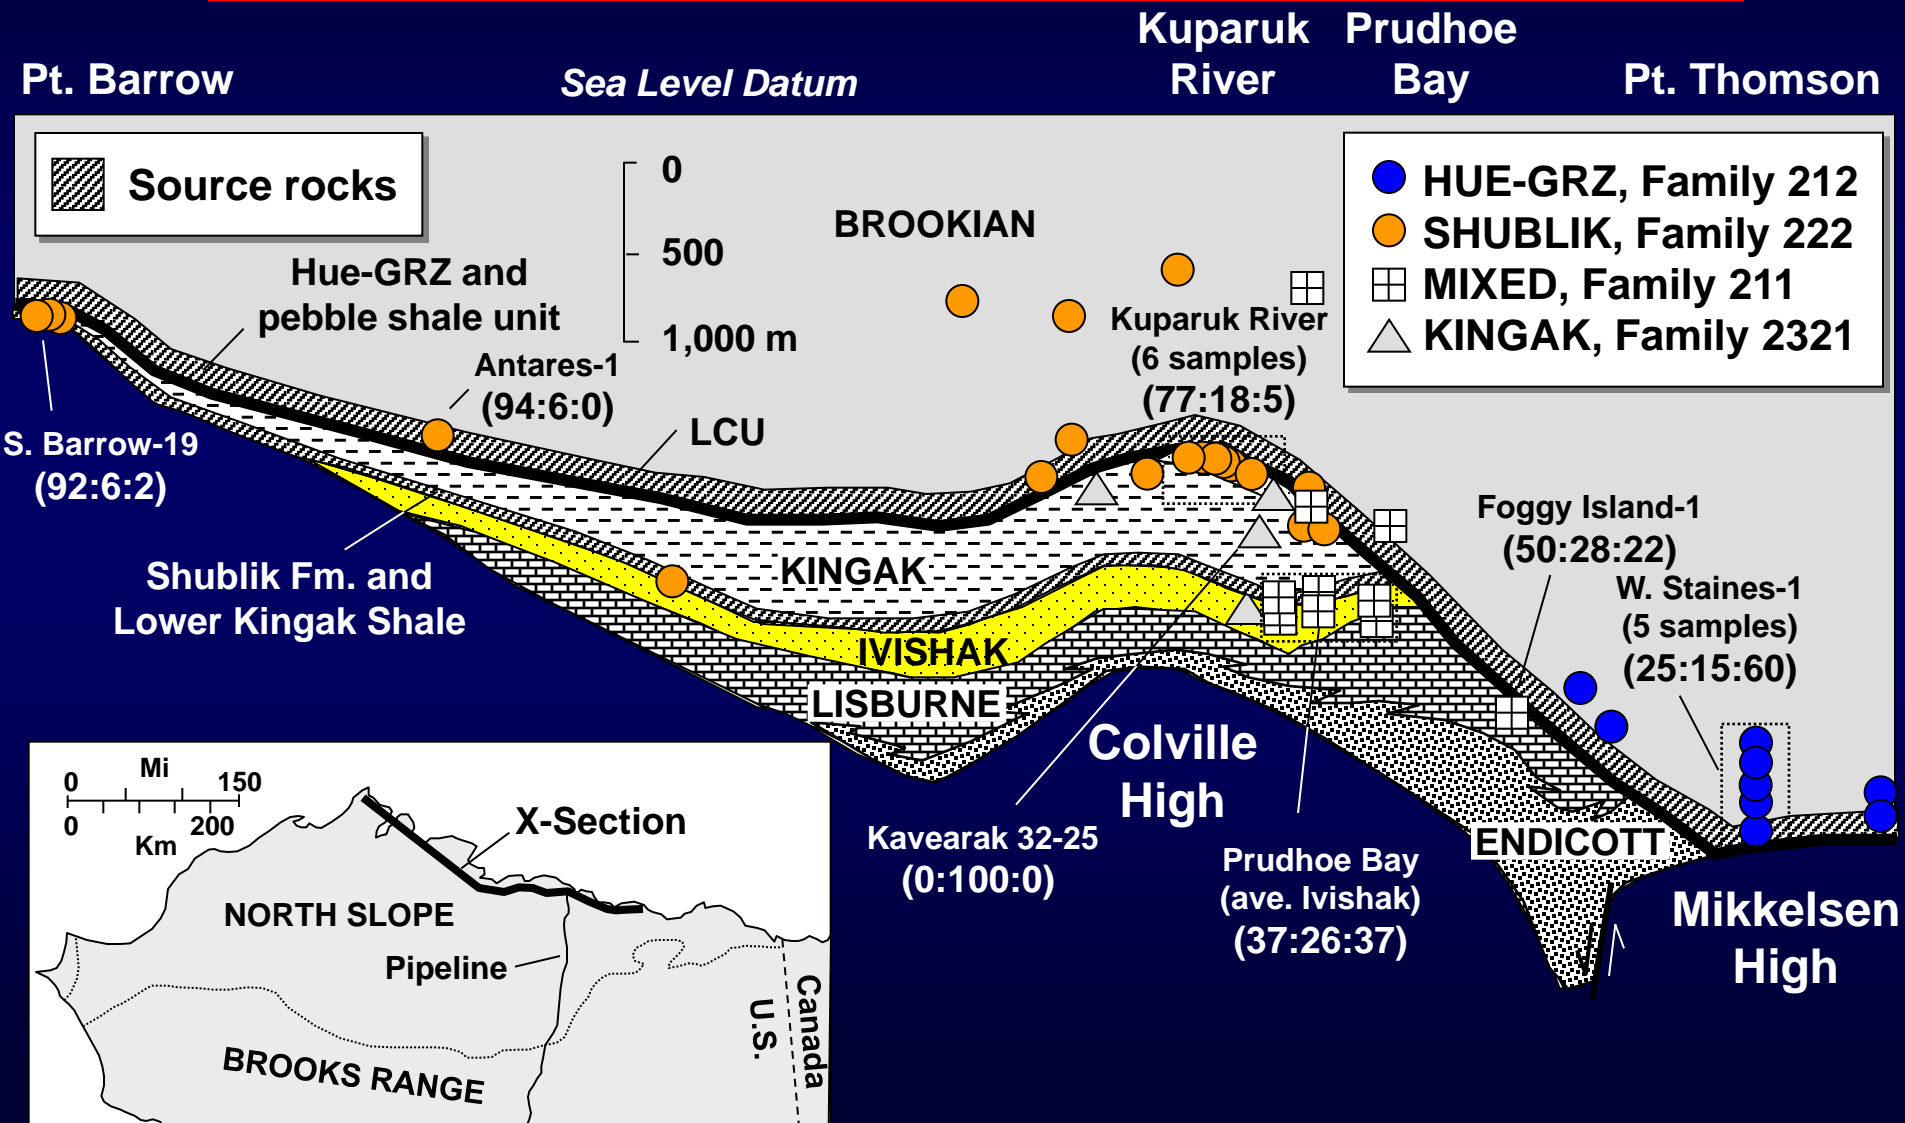 Kuparuk
River
Prudhoe
Bay
Pt. Barrow
Sea Level Datum
Pt. Thomson
Source rocks
0
500
1,000 m
BROOKIAN
HUE-GRZ, Family 212
SHUBLIK, Family 222
MIXED, Family 211
KINGAK, Family 2321
Hue-GRZ and
pebble shale unit
Antares-1
(94:6:0)
Kuparuk River
(6 samples)
(77:18:5)
LCU
S. Barrow-19
(92:6:2)
Foggy Island-1
(50:28:22)
W. Staines-1
(5 samples)
(25:15:60)
Shublik Fm. and
Lower Kingak Shale
KINGAK
IVISHAK
LISBURNE
ENDICOTT
Colville
High
Kavearak 32-25
(0:100:0)
Prudhoe Bay
(ave. Ivishak)
(37:26:37)
Mikkelsen
High
0 Mi 150
0 200
Km
X-Section
NORTH SLOPE
Pipeline
BROOKS RANGE
U.S.
Canada